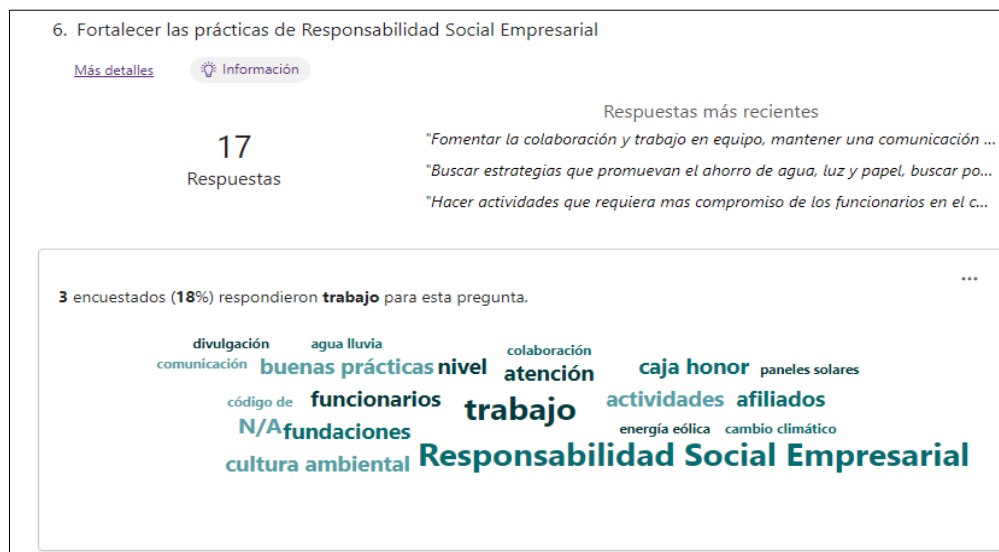 6. Fortalecer las prácticas de Responsabilidad Social Empresarial
Más detalles
Información
17
Respuestas
Respuestas más recientes
"Fomentar la colaboración y trabajo en equipo, mantener una comunicación ...
"Buscar estrategias que promuevan el ahorro de agua, luz y papel, buscar po...
"Hacer actividades que requiera mas compromiso de los funcionarios en el c...
...
3 encuestados (18%) respondieron trabajo para esta pregunta.
divulgación agua lluvia
comunicación buenas prácticas nivel colaboración atención caja honor paneles solares
código de funcionarios trabajo actividades afiliados
N/A fundaciones energía eólica cambio climático
cultura ambiental Responsabilidad Social Empresarial